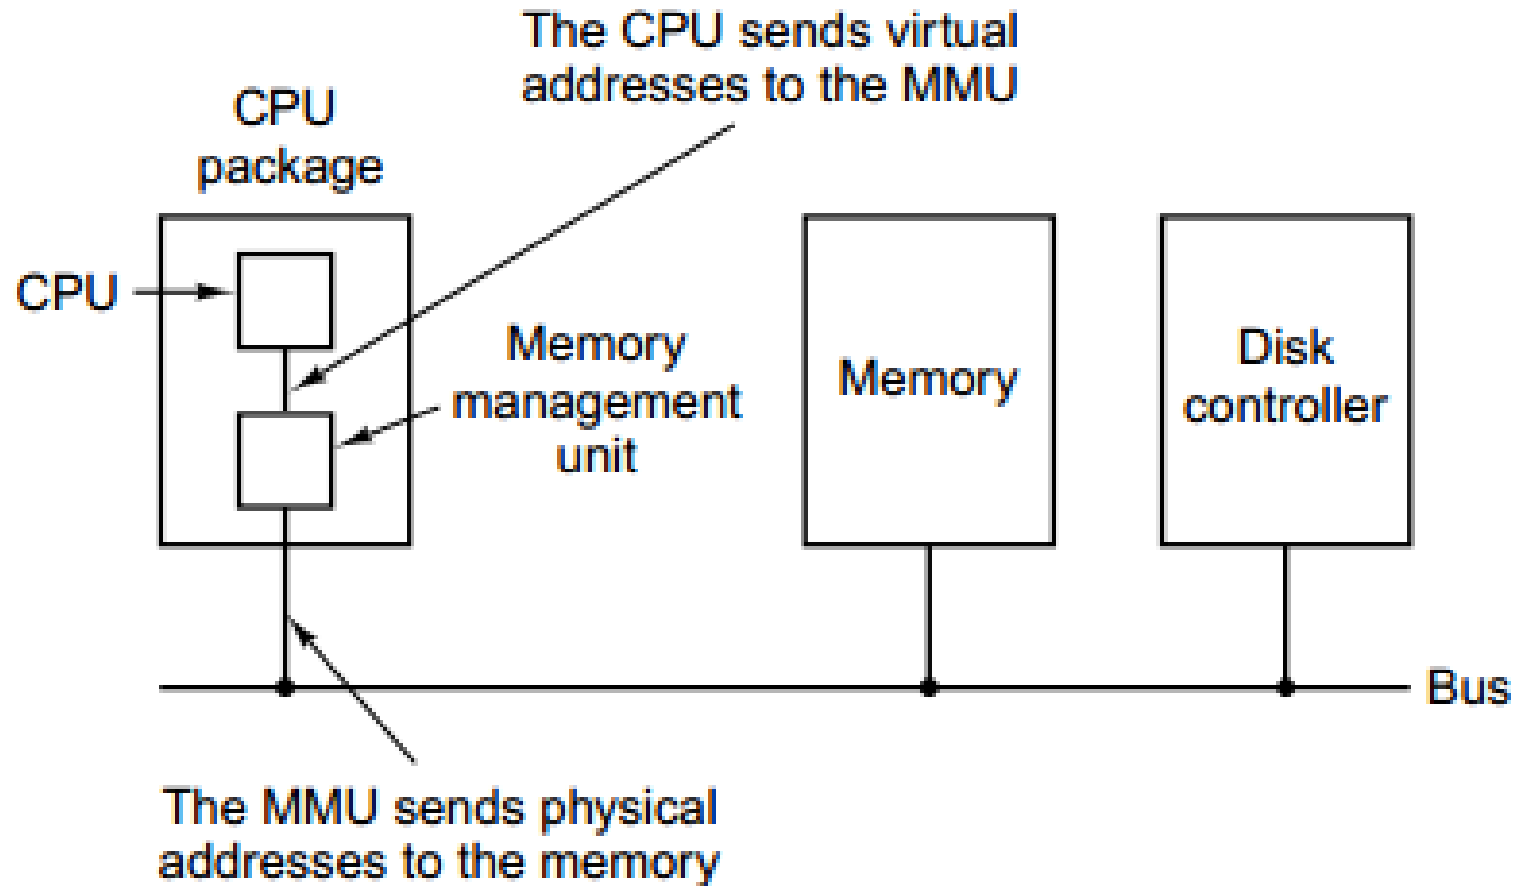 The CPU sends virtual
addresses to the MMU
CPU
package
CPU
Memory
management
unit
Memory
Disk
controller
Bus
The MMU sends physical
addresses to the memory